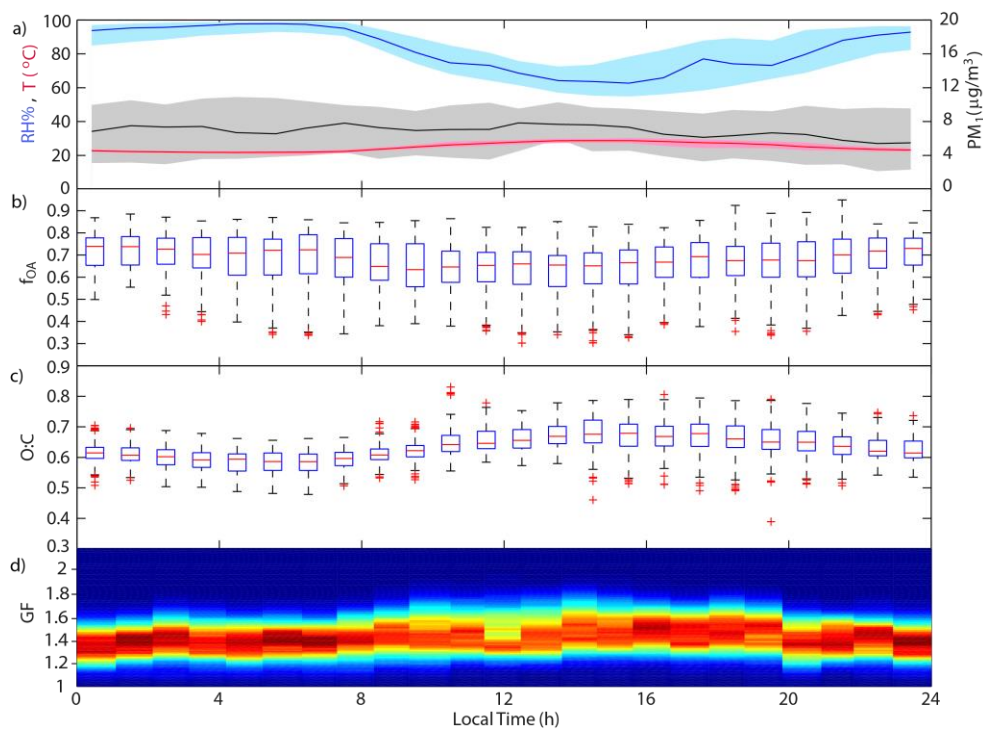 a)
100
80
60
40
20
0
RH% , T (°C)
20
16
12
8
4
0
PM1(μg/m3)
b)
0.9
0.8
0.7
0.6
0.5
0.4
0.3
fOA
c)
0.9
0.8
0.7
0.6
0.5
0.4
0.3
O:C
d)
2
1.8
1.6
1.4
1.2
1
GF
0 4 8 12 16 20 24
Local Time (h)